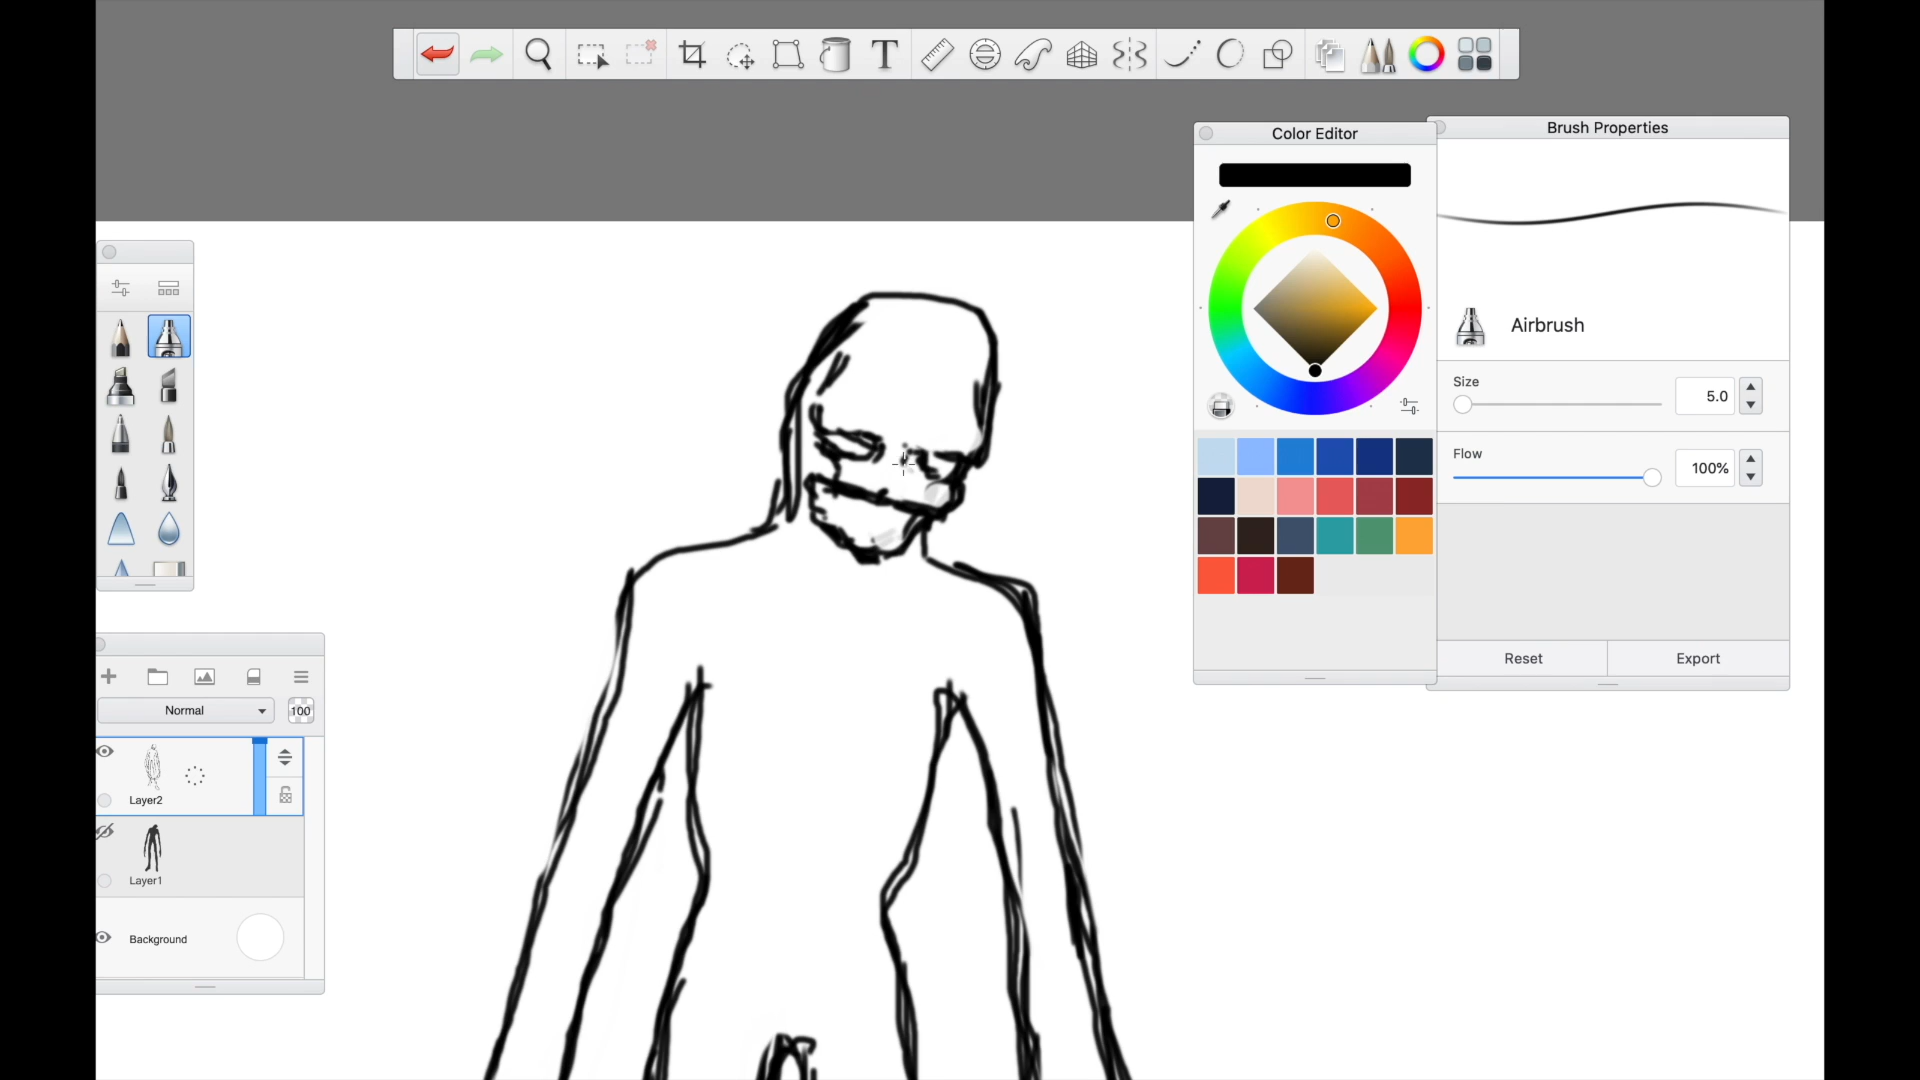 T
Color Editor
Brush Properties
Airbrush
Size
5.0
Flow
100%
Reset
Export
Normal
100
Layer2
Layer1
Background